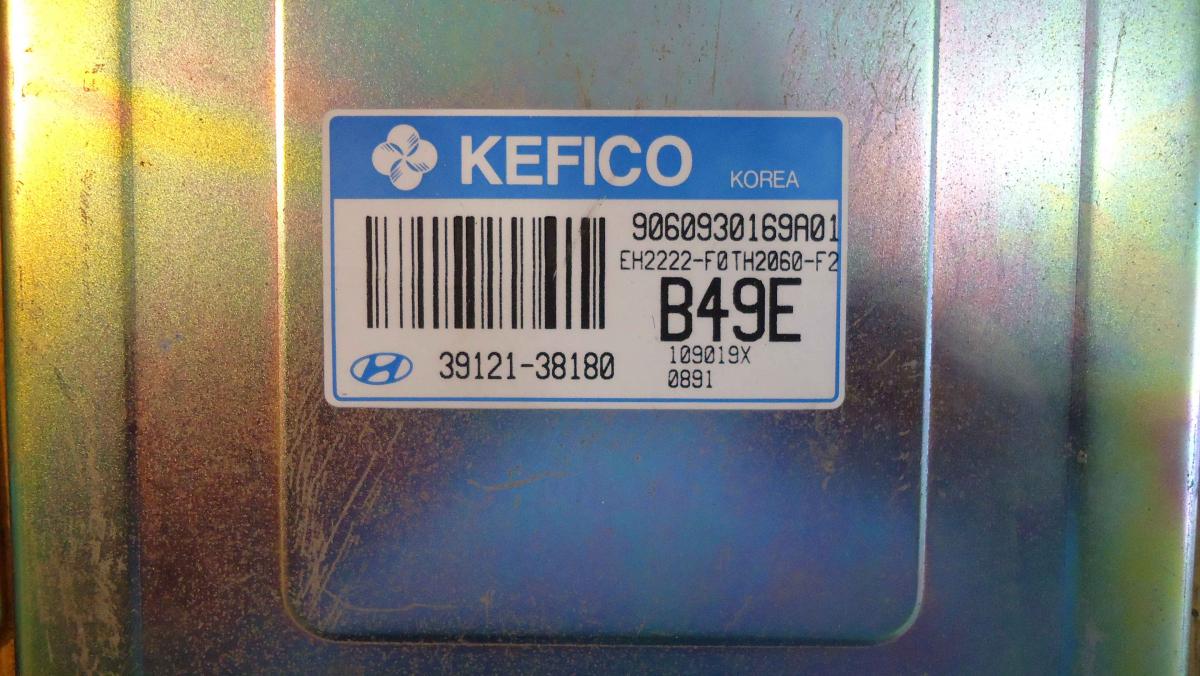 KEFICO
KOREA
9060930169A01
EH2222-F0TH2060-F2
B49E
39121-38180
109019X
0891